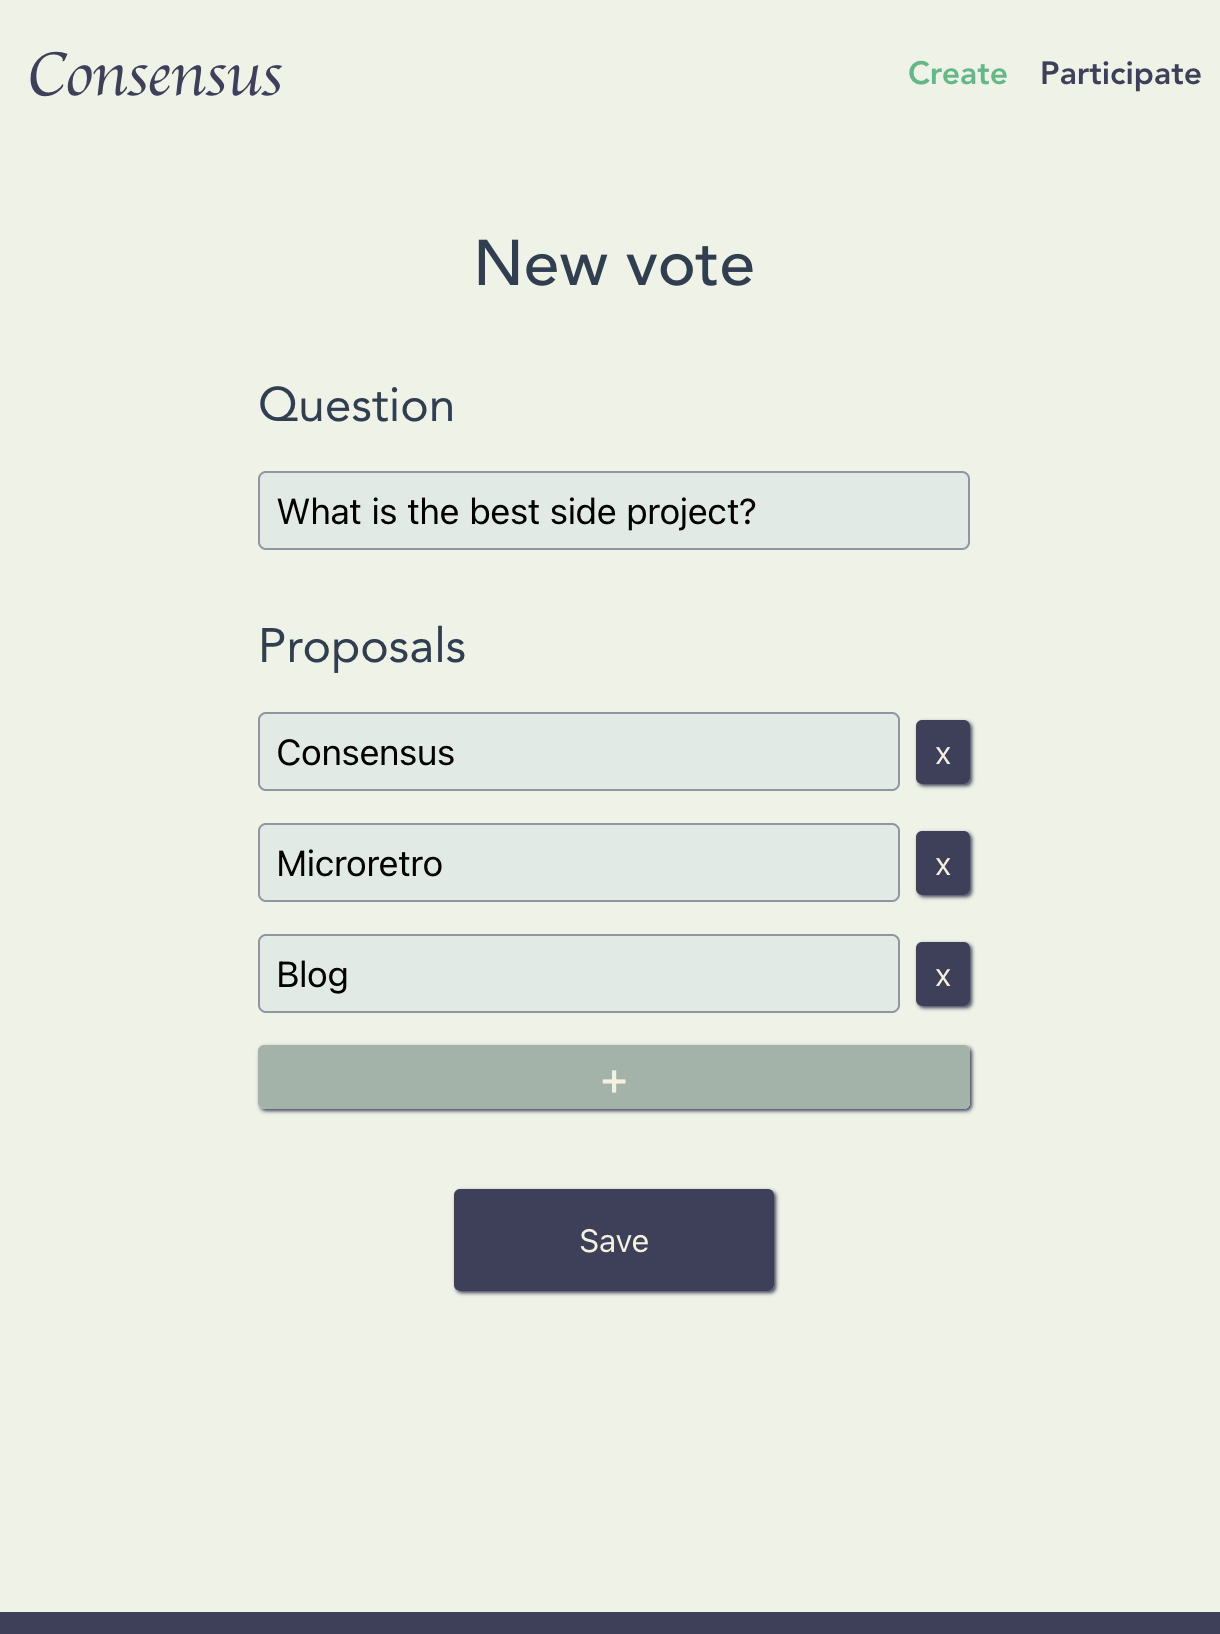 Consensus
Create Participate
New vote
Question
What is the best side project?
Proposals
Consensus x
Microretro x
Blog x
+
Save